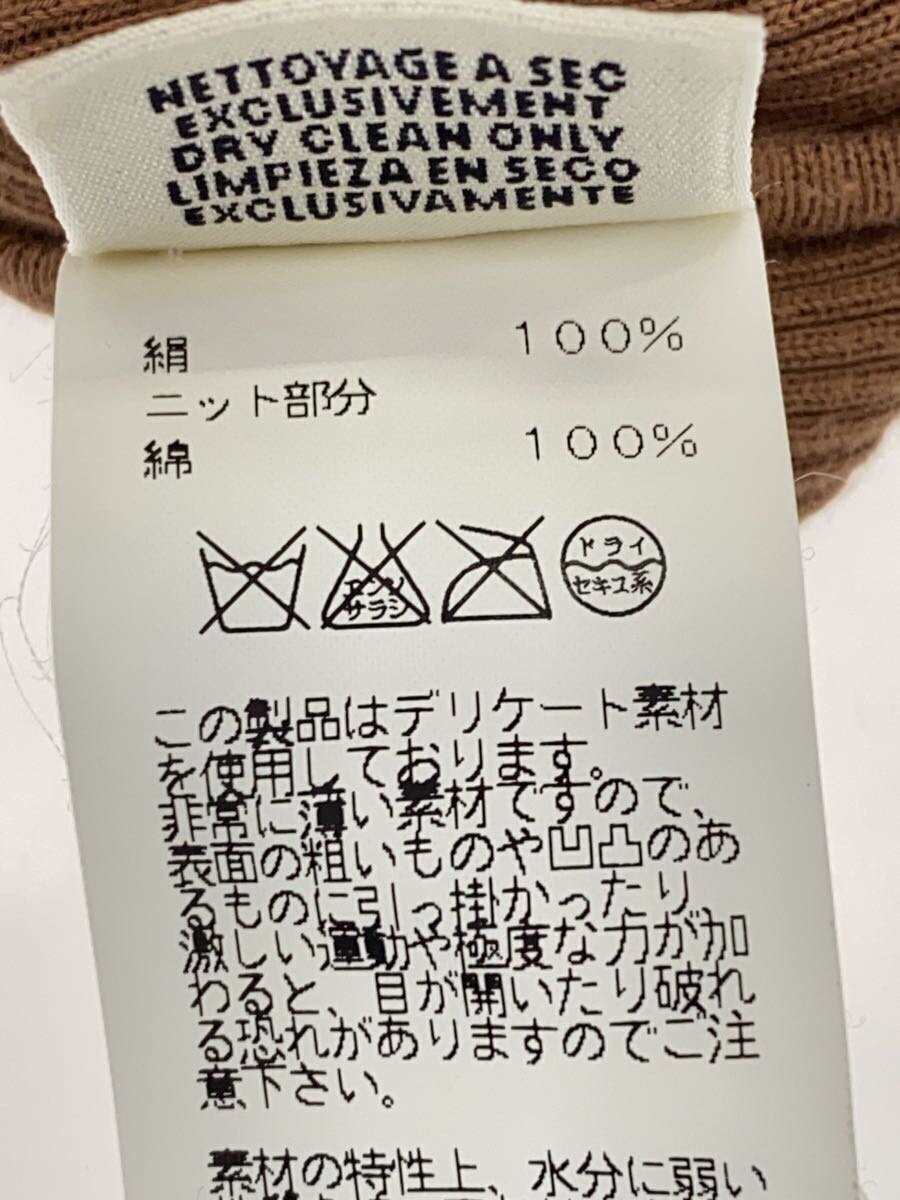 NETTOYAGE A SEC
EXCLUSIVEMENT
DRY CLEAN ONLY
LIMPIEZA EN SECO
EXCLUSIVAMENTE
絹 100%
ニット部分
綿 100%
エンソ
サラシ
ドライ
セキユ系
この製品はデリケート素材
を使用しております。
非常に薄い素材ですので、
表面の粗いものや凹凸のあ
るものに引っ掛かったり
激しい運動や極度な力が加
わると、目が開いたり破れ
る恐れがありますのでご注
意下さい。
素材の特性上、水分に弱い